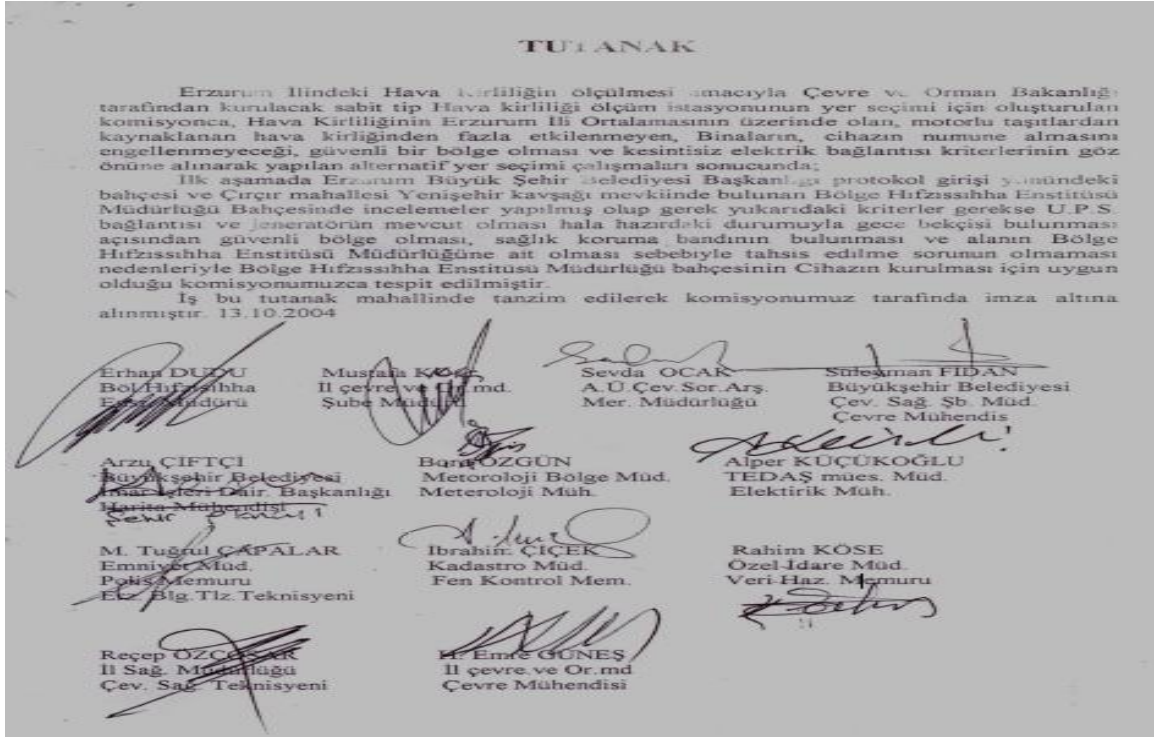 TUTANAK
Erzurum İlindeki Hava kirliliğin ölçülmesi amacıyla Çevre ve Orman Bakanlığı
tarafından kurulacak sabit tip Hava kirliliği ölçüm istasyonunun yer seçimi için oluşturulan
komisyonca, Hava Kirliliğinin Erzurum İli Ortalamasının üzerinde olan, motorlu taşıtlardan
kaynaklanan hava kirliğinden fazla etkilenmeyen, Binaların, cihazın numune almasını
engellenmeyeceği, güvenli bir bölge olması ve kesintisiz elektrik bağlantısı kriterlerinin göz
önüne alınarak yapılan alternatif yer seçimi çalışmaları sonucunda;
İlk aşamada Erzurum Büyük Şehir Belediyesi Başkanlığı protokol girişi yönündeki
bahçesi ve Çırçır mahallesi Yenişehir kavşağı mevkiinde bulunan Bölge Hıfzıssıhha Enstitüsü
Müdürlüğü Bahçesinde incelemeler yapılmış olup gerek yukarıdaki kriterler gerekse U.P.S.
bağlantısı ve jeneratörün mevcut olması hala hazırdaki durumuyla gece bekçisi bulunması
açısından güvenli bölge olması, sağlık koruma bandının bulunması ve alanın Bölge
Hıfzıssıhha Enstitüsü Müdürlüğüne ait olması sebebiyle tahsis edilme sorunun olmaması
nedenleriyle Bölge Hıfzıssıhha Enstitüsü Müdürlüğü bahçesinin Cihazın kurulması için uygun
olduğu komisyonumuzca tespit edilmiştir.
İş bu tutanak mahallinde tanzim edilerek komisyonumuz tarafında imza altına
alınmıştır. 13.10.2004
Erhan Mustafa Sevda OCAK Süleyman FİDAN
Böl Hıfzısıhha İl çevre ve Or.md. A.Ü.Çev.Sor.Arş. Büyükşehir Belediyesi
Müdürü Şube Müdürü Mer. Müdürlüğü Çev. Sağ. Şb. Müd.
Çevre Mühendis
Arzu ÇİFTÇİ ÖZGÜN Alper KÜÇÜKOĞLU
Büyükşehir Belediyesi Metoroloji Bölge Müd. TEDAŞ mües. Müd.
İmar İşleri Dair. Başkanlığı Meteroloji Müh. Elektirik Müh.
Harita Mühendisi
Şehir Plancısı
M. Tuğrul ÇAPALAR İbrahim ÇİÇEK Rahim KÖSE
Emniyet Müd. Kadastro Müd. Özel İdare Müd.
Polis Memuru Fen Kontrol Mem. Veri Haz. Memuru
Erz. Blg.Tlz.Teknisyeni
Reçep ÖZÇOŞAR H. Emre GÜNEŞ
İl Sağ. Müdürlüğü İl çevre ve Or.md
Çev. Sağ. Teknisyeni Çevre Mühendisi